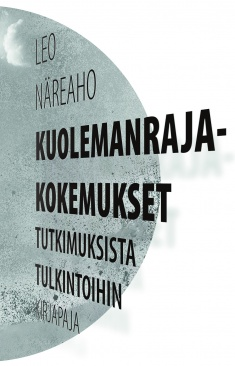 LEO
NÄREAHO
KUOLEMANRAJA-
KOKEMUKSET
TUTKIMUKSISTA
TULKINTOIHIN
KIRJAPAJA